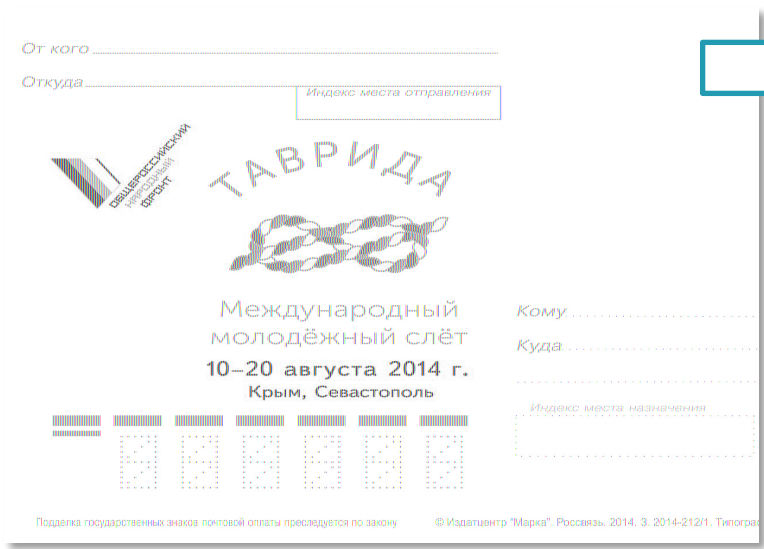 От кого
Откуда
Индекс места отправления
ОБЩЕРОССИЙСКИЙ
НАРОДНЫЙ
ФРОНТ
ТАВРИДА
Международный
молодёжный слёт
10–20 августа 2014 г.
Крым, Севастополь
Кому
Куда
Индекс места назначения
Подделка государственных знаков почтовой оплаты преследуется по закону
© Издатцентр "Марка". Россвязь. 2014. З. 2014-212/1. Типограф